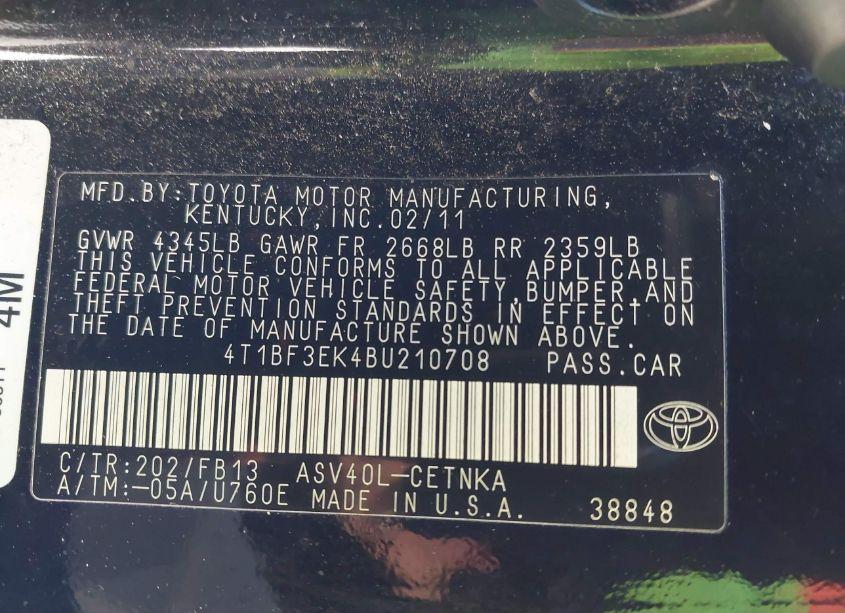 MFD.BY:TOYOTA MOTOR MANUFACTURING,
KENTUCKY,INC.02/11
GVWR 4345LB GAWR FR 2668LB RR 2359LB
THIS VEHICLE CONFORMS TO ALL APPLICABLE
FEDERAL MOTOR VEHICLE SAFETY,BUMPER,AND
THEFT PREVENTION STANDARDS IN EFFECT ON
THE DATE OF MANUFACTURE SHOWN ABOVE.
4T1BF3EK4BU210708 PASS.CAR
C/TR:202/FB13 ASV40L-CETNKA
A/TM:-05A/U760E MADE IN U.S.A. 38848
4M